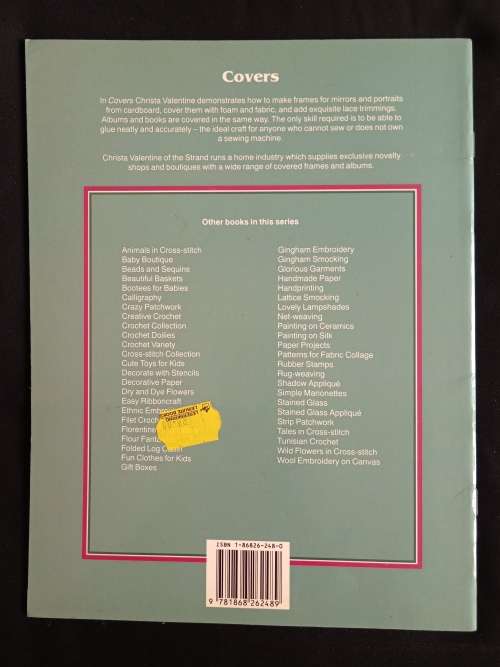 Covers
In Covers Christa Valentine demonstrates how to make frames for mirrors and portraits
from cardboard, cover them with foam and fabric, and add exquisite lace trimmings.
Albums and books are covered in the same way. The only skill required is to be able to
glue neatly and accurately – the ideal craft for anyone who cannot sew or does not own
a sewing machine.
Christa Valentine of the Strand runs a home industry which supplies exclusive novelty
shops and boutiques with a wide range of covered frames and albums.
Other books in this series
Animals in Cross-stitch
Baby Boutique
Beads and Sequins
Beautiful Baskets
Bootees for Babies
Calligraphy
Crazy Patchwork
Creative Crochet
Crochet Collection
Crochet Doilies
Crochet Variety
Cross-stitch Collection
Cute Toys for Kids
Decorate with Stencils
Decorative Paper
Dry and Dye Flowers
Easy Ribboncraft
Ethnic
Filet
Florentine
Flour
Folded Log
Fun Clothes for Kids
Gift Boxes
Gingham Embroidery
Gingham Smocking
Glorious Garments
Handmade Paper
Handprinting
Lattice Smocking
Lovely Lampshades
Net-weaving
Painting on Ceramics
Painting on Silk
Paper Projects
Patterns for Fabric Collage
Rubber Stamps
Rug-weaving
Shadow Appliqué
Simple Marionettes
Stained Glass
Stained Glass Appliqué
Strip Patchwork
Tales in Cross-stitch
Tunisian Crochet
Wild Flowers in Cross-stitch
Wool Embroidery on Canvas
ISBN 1-86826-248-0
9 781868 262489